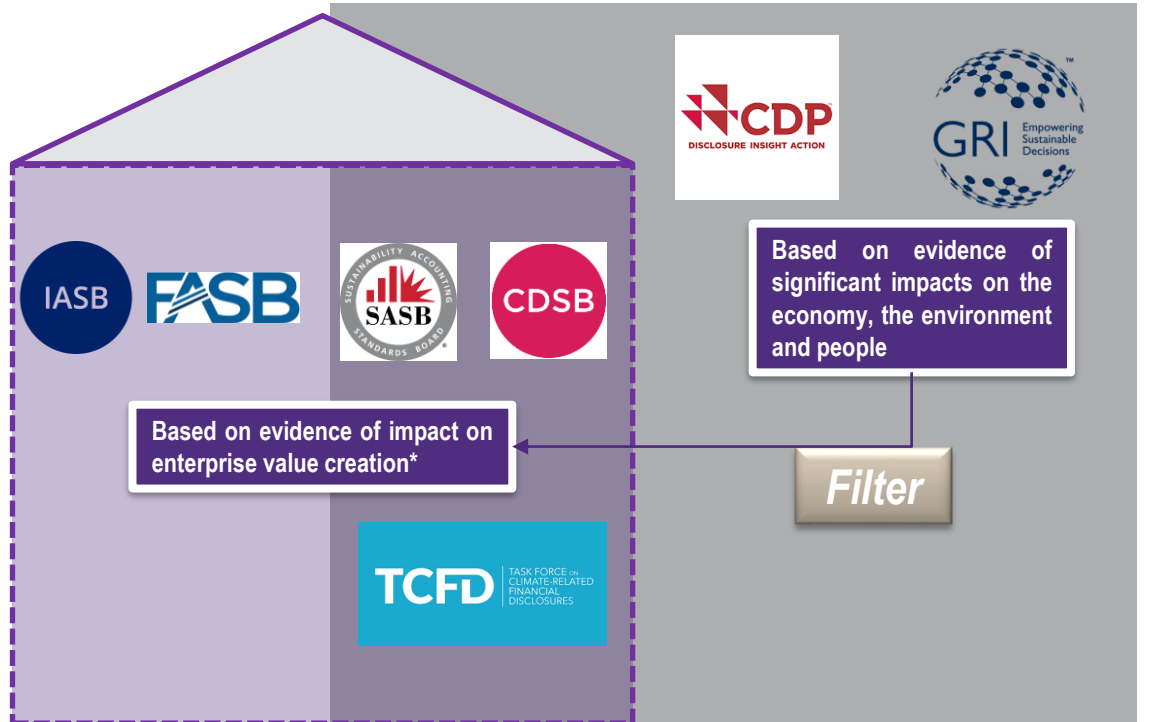 CDP
DISCLOSURE INSIGHT ACTION
™
GRI
Empowering
Sustainable
Decisions
IASB
FASB
SUSTAINABILITY ACCOUNTING
SASB
STANDARDS BOARD
®
CDSB
Based on evidence of
significant impacts on the
economy, the environment
and people
Based on evidence of impact on
enterprise value creation*
Filter
TCFD
TASK FORCE ON
CLIMATE-RELATED
FINANCIAL
DISCLOSURES